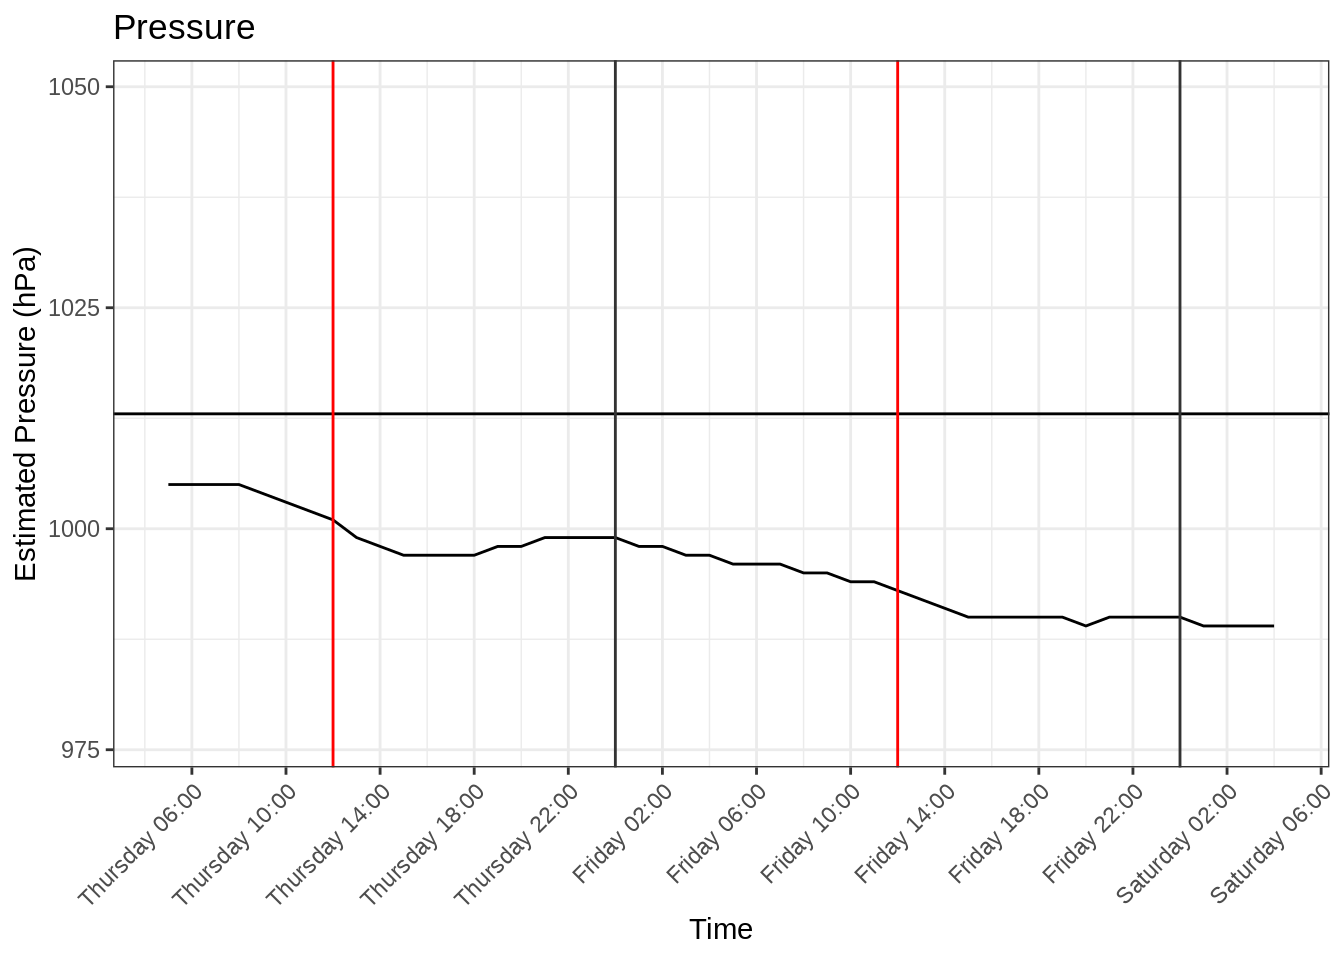 Pressure
Estimated Pressure (hPa)
1050
1025
1000
975
Thursday 06:00
Thursday 10:00
Thursday 14:00
Thursday 18:00
Thursday 22:00
Friday 02:00
Friday 06:00
Friday 10:00
Friday 14:00
Friday 18:00
Friday 22:00
Saturday 02:00
Saturday 06:00
Time